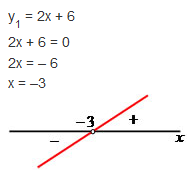 y₁ = 2x + 6
2x + 6 = 0
2x = – 6
x = –3
–3
– +
x